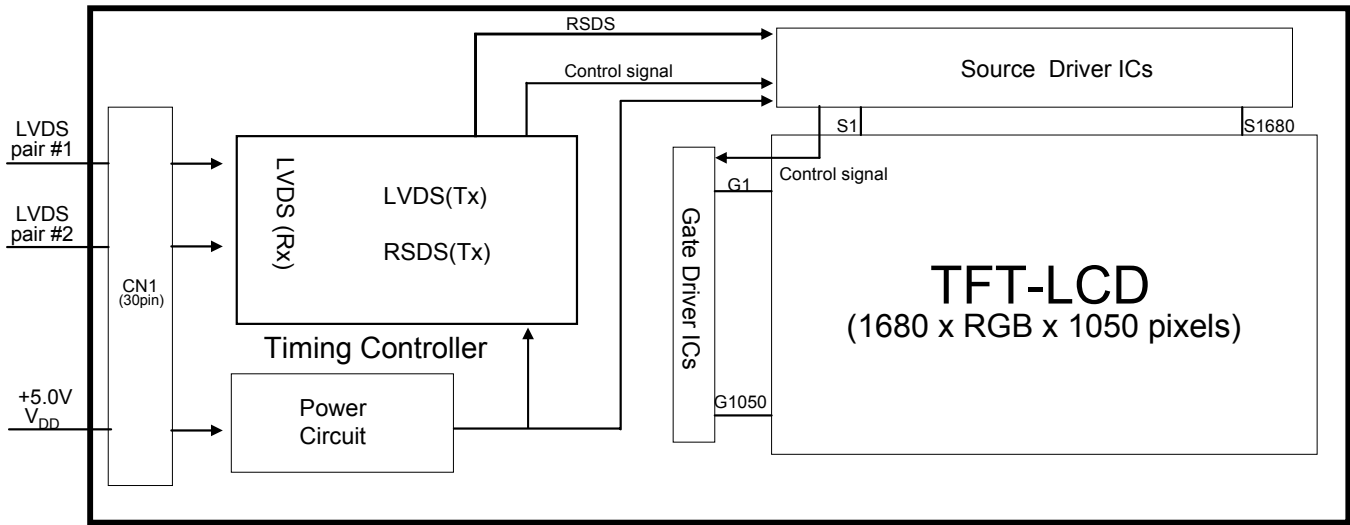 RSDS
Control signal
Source Driver ICs
S1
S1680
LVDS
pair #1
LVDS
pair #2
CN1
(30pin)
LVDS (Rx)
LVDS(Tx)
RSDS(Tx)
Timing Controller
Control signal
G1
Gate Driver ICs
TFT-LCD
(1680 x RGB x 1050 pixels)
G1050
+5.0V
VDD
Power
Circuit